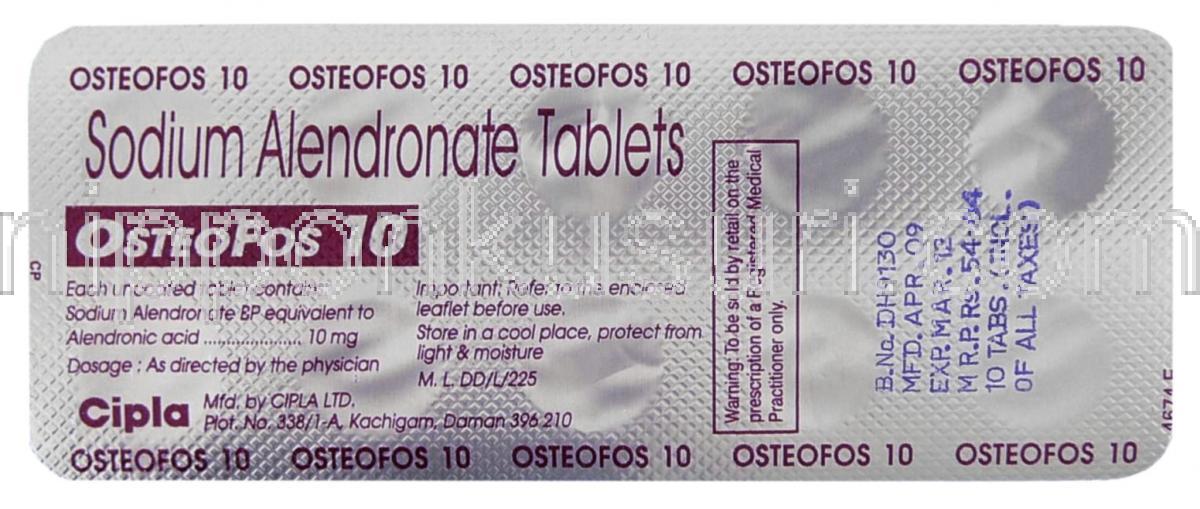 OSTEOFOS 10 OSTEOFOS 10 OSTEOFOS 10 OSTEOFOS 10 OSTEOFOS 10
Sodium Alendronate Tablets
OSTEOFOS 10
Each uncoated tablet contains:
Sodium Alendronate BP equivalent to
Alendronic acid ..................... 10 mg
Dosage : As directed by the physician
Important: Refer to the enclosed
leaflet before use.
Store in a cool place, protect from
light & moisture
M. L. DD/L/225
Cipla
Mfd. by CIPLA LTD.
Plot. No. 338/1-A, Kachigam, Daman 396 210
Warning: To be sold by retail on the
prescription of a Registered Medical
Practitioner only.
B.No.
MFD. APR. 09
EXP. MAR. 12
M.R.P. Rs.
10 TABS. INCL.
OF ALL TAXES)
CP
OSTEOFOS 10 OSTEOFOS 10 OSTEOFOS 10 OSTEOFOS 10 OSTEOFOS 10